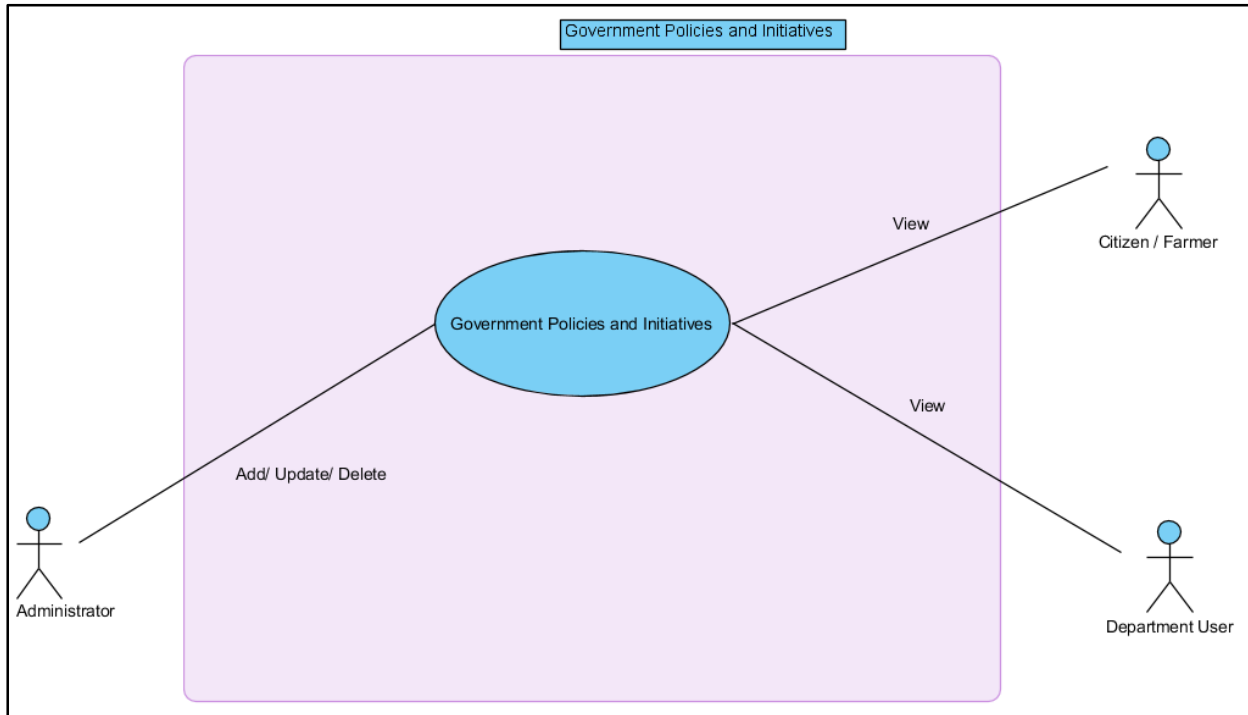 Government Policies and Initiatives
View
Citizen / Farmer
Government Policies and Initiatives
View
Add/ Update/ Delete
Administrator
Department User